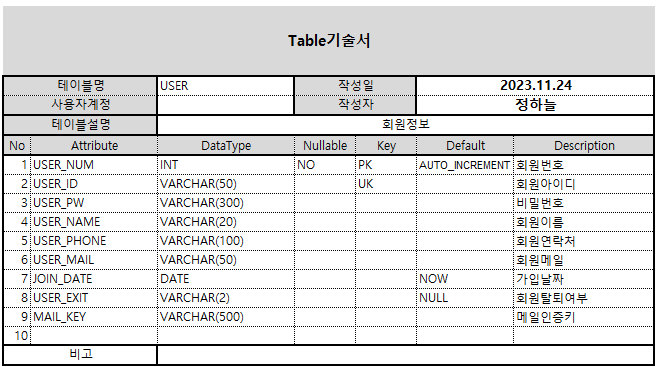 Table기술서
테이블명 USER 작성일 2023.11.24
사용자계정 작성자 정하늘
테이블설명 회원정보
No Attribute DataType Nullable Key Default Description
1 USER_NUM INT NO PK AUTO_INCREMENT 회원번호
2 USER_ID VARCHAR(50) UK 회원아이디
3 USER_PW VARCHAR(300) 비밀번호
4 USER_NAME VARCHAR(20) 회원이름
5 USER_PHONE VARCHAR(100) 회원연락처
6 USER_MAIL VARCHAR(50) 회원메일
7 JOIN_DATE DATE NOW 가입날짜
8 USER_EXIT VARCHAR(2) NULL 회원탈퇴여부
9 MAIL_KEY VARCHAR(500) 메일인증키
10
비고